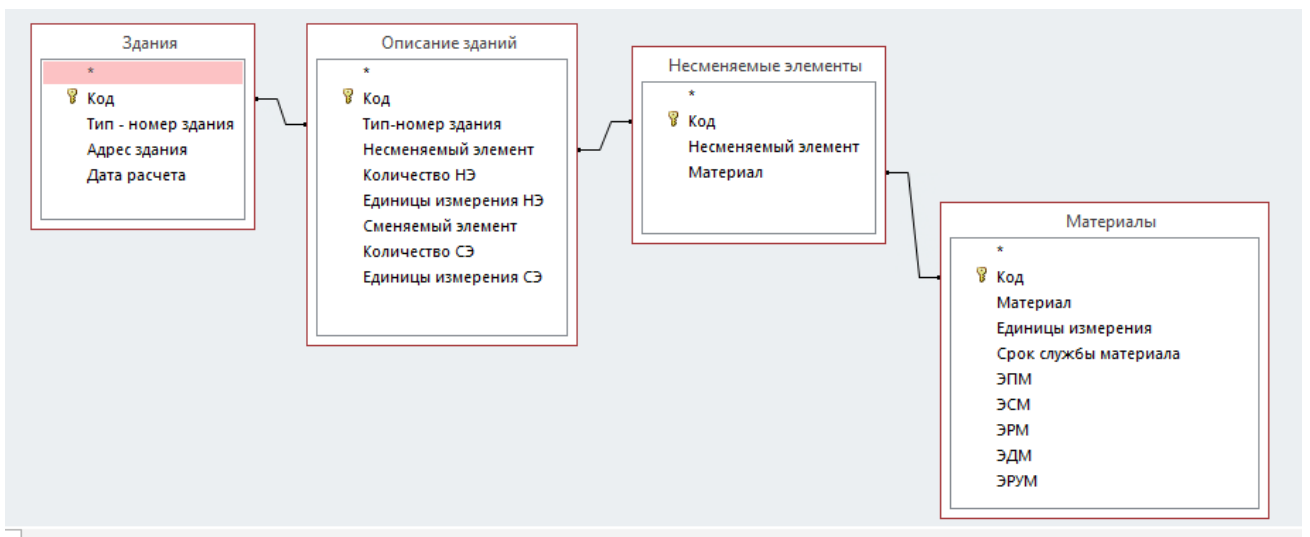 Здания
*
Код
Тип - номер здания
Адрес здания
Дата расчета
Описание зданий
*
Код
Тип-номер здания
Несменяемый элемент
Количество НЭ
Единицы измерения НЭ
Сменяемый элемент
Количество СЭ
Единицы измерения СЭ
Несменяемые элементы
*
Код
Несменяемый элемент
Материал
Материалы
*
Код
Материал
Единицы измерения
Срок службы материала
ЭПМ
ЭСМ
ЭРМ
ЭДМ
ЭРУМ